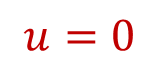 u = 0